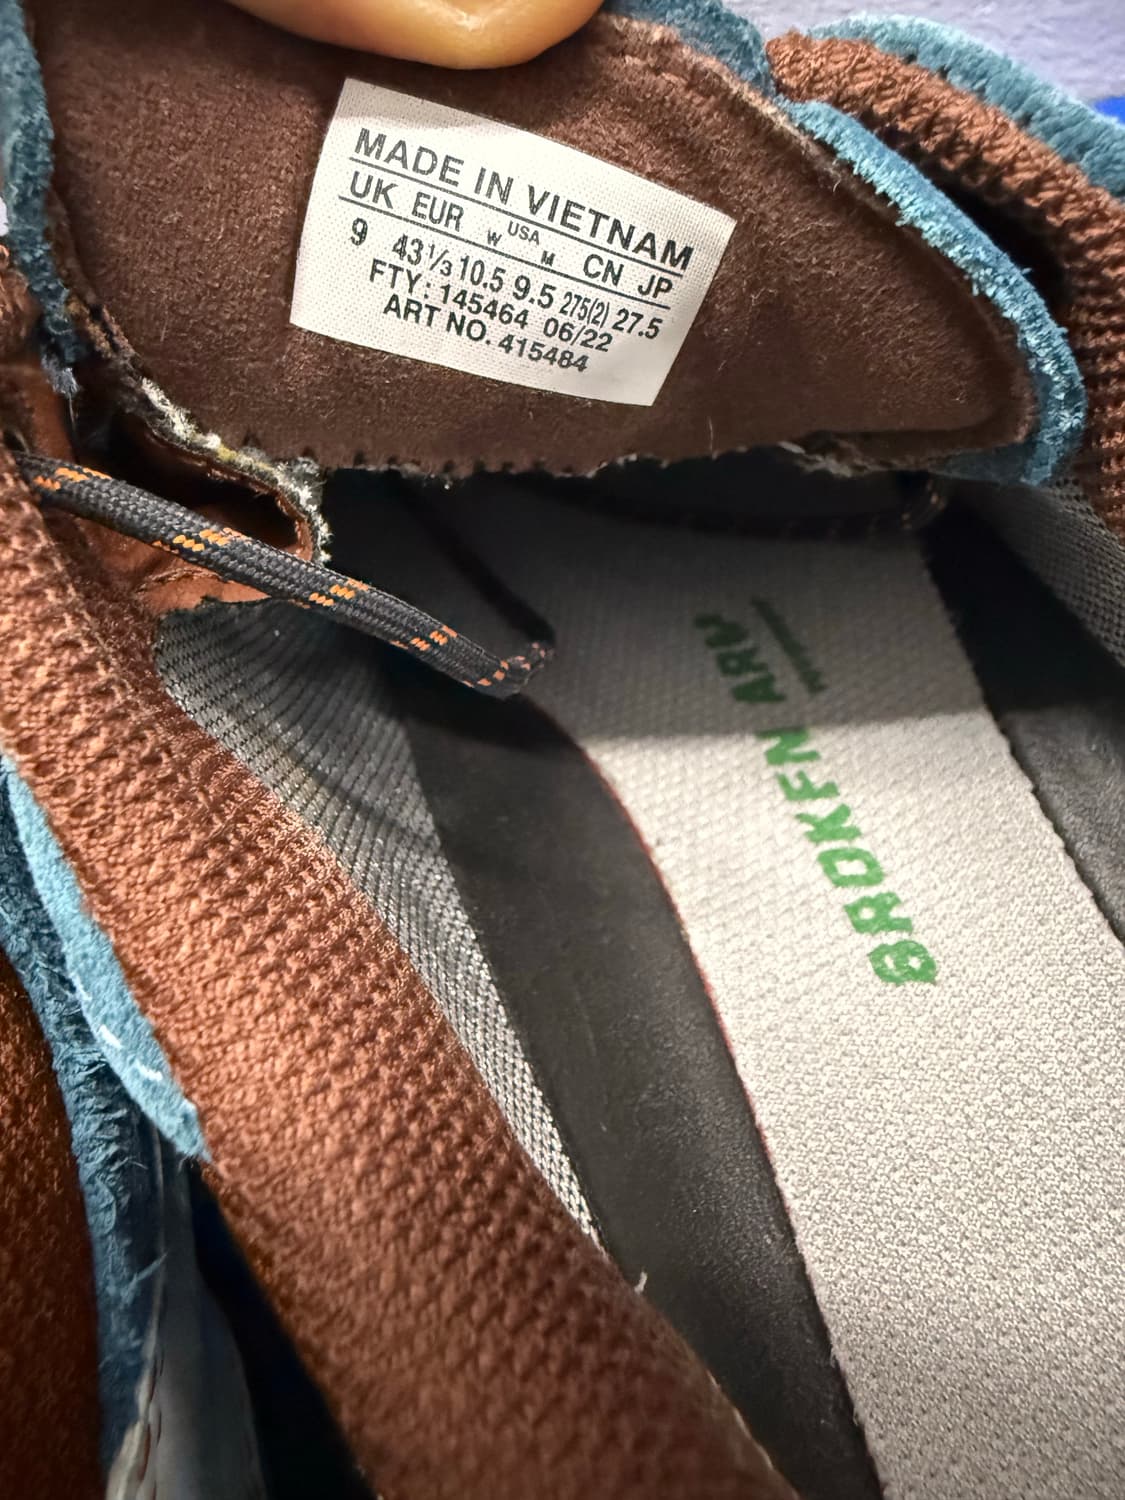 MADE IN VIETNAM
UK EUR W USA M CN JP
9 43⅓ 10.5 9.5 275(2) 27.5
FTY: 145464 06/22
ART NO. 415484
BROKEN ARM